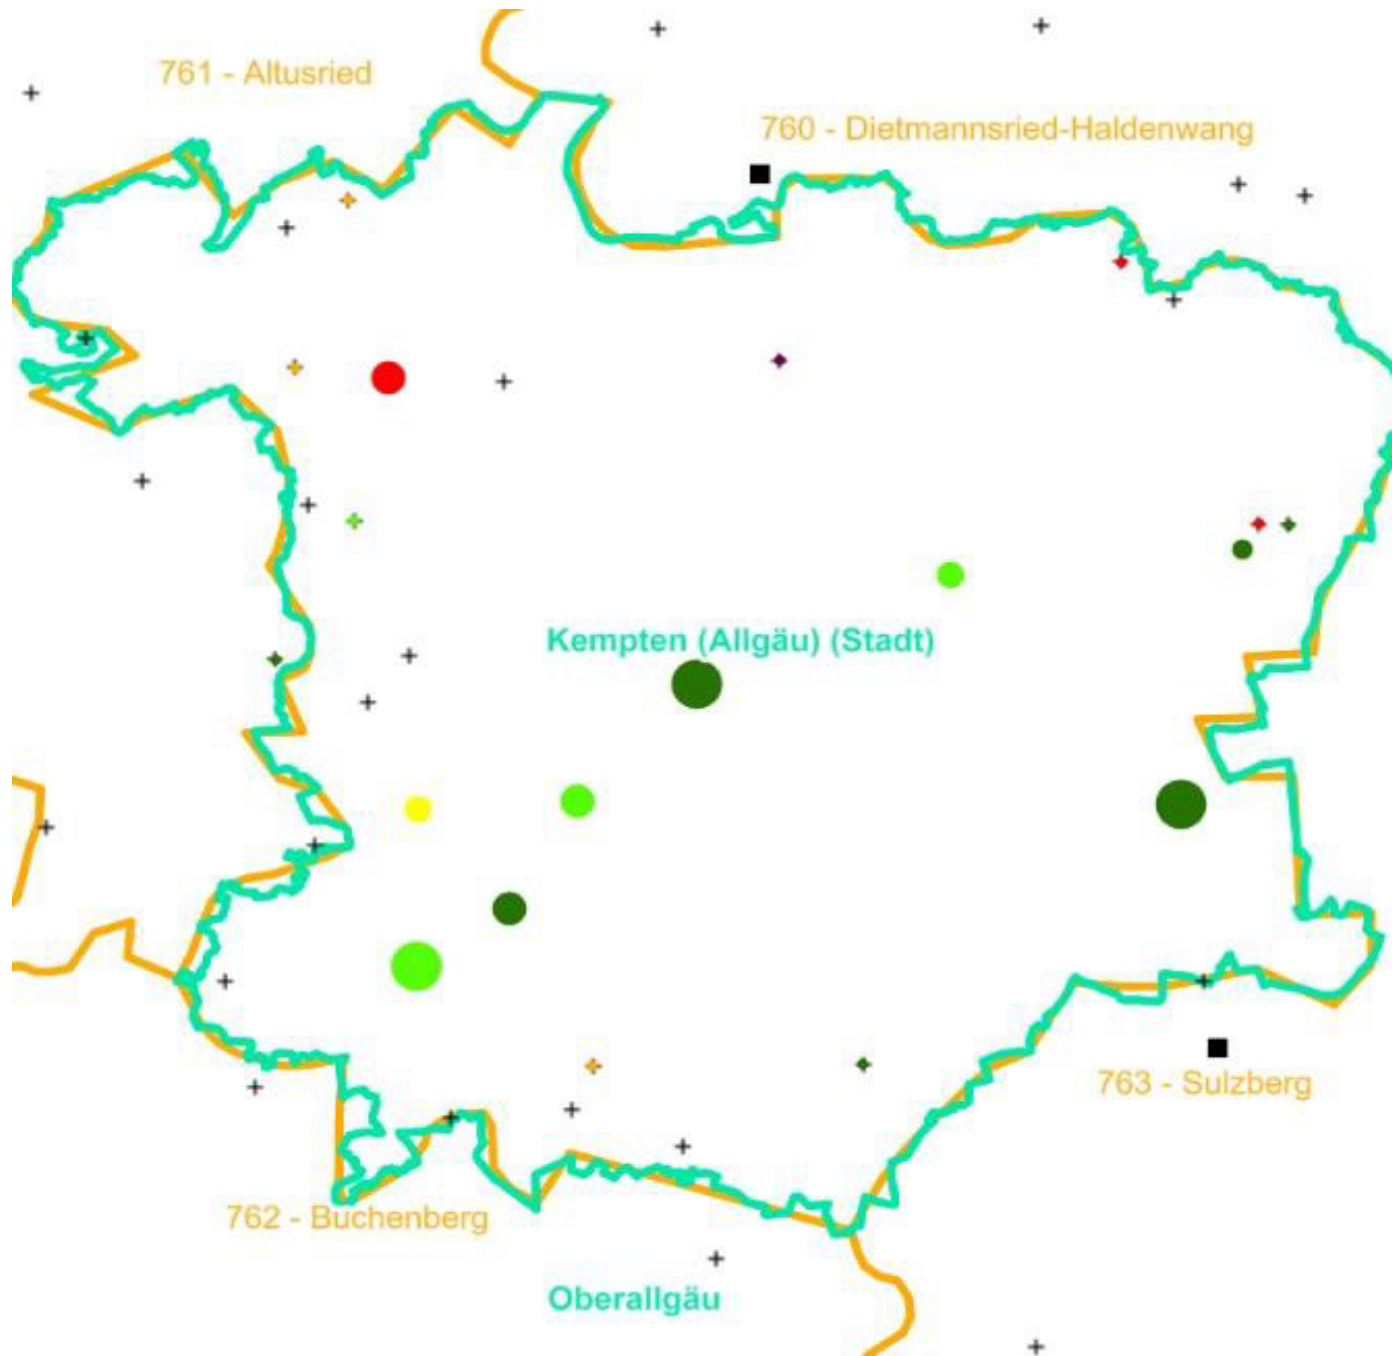 761 - Altusried
760 - Dietmannsried-Haldenwang
Kempten (Allgäu) (Stadt)
763 - Sulzberg
762 - Buchenberg
Oberallgäu